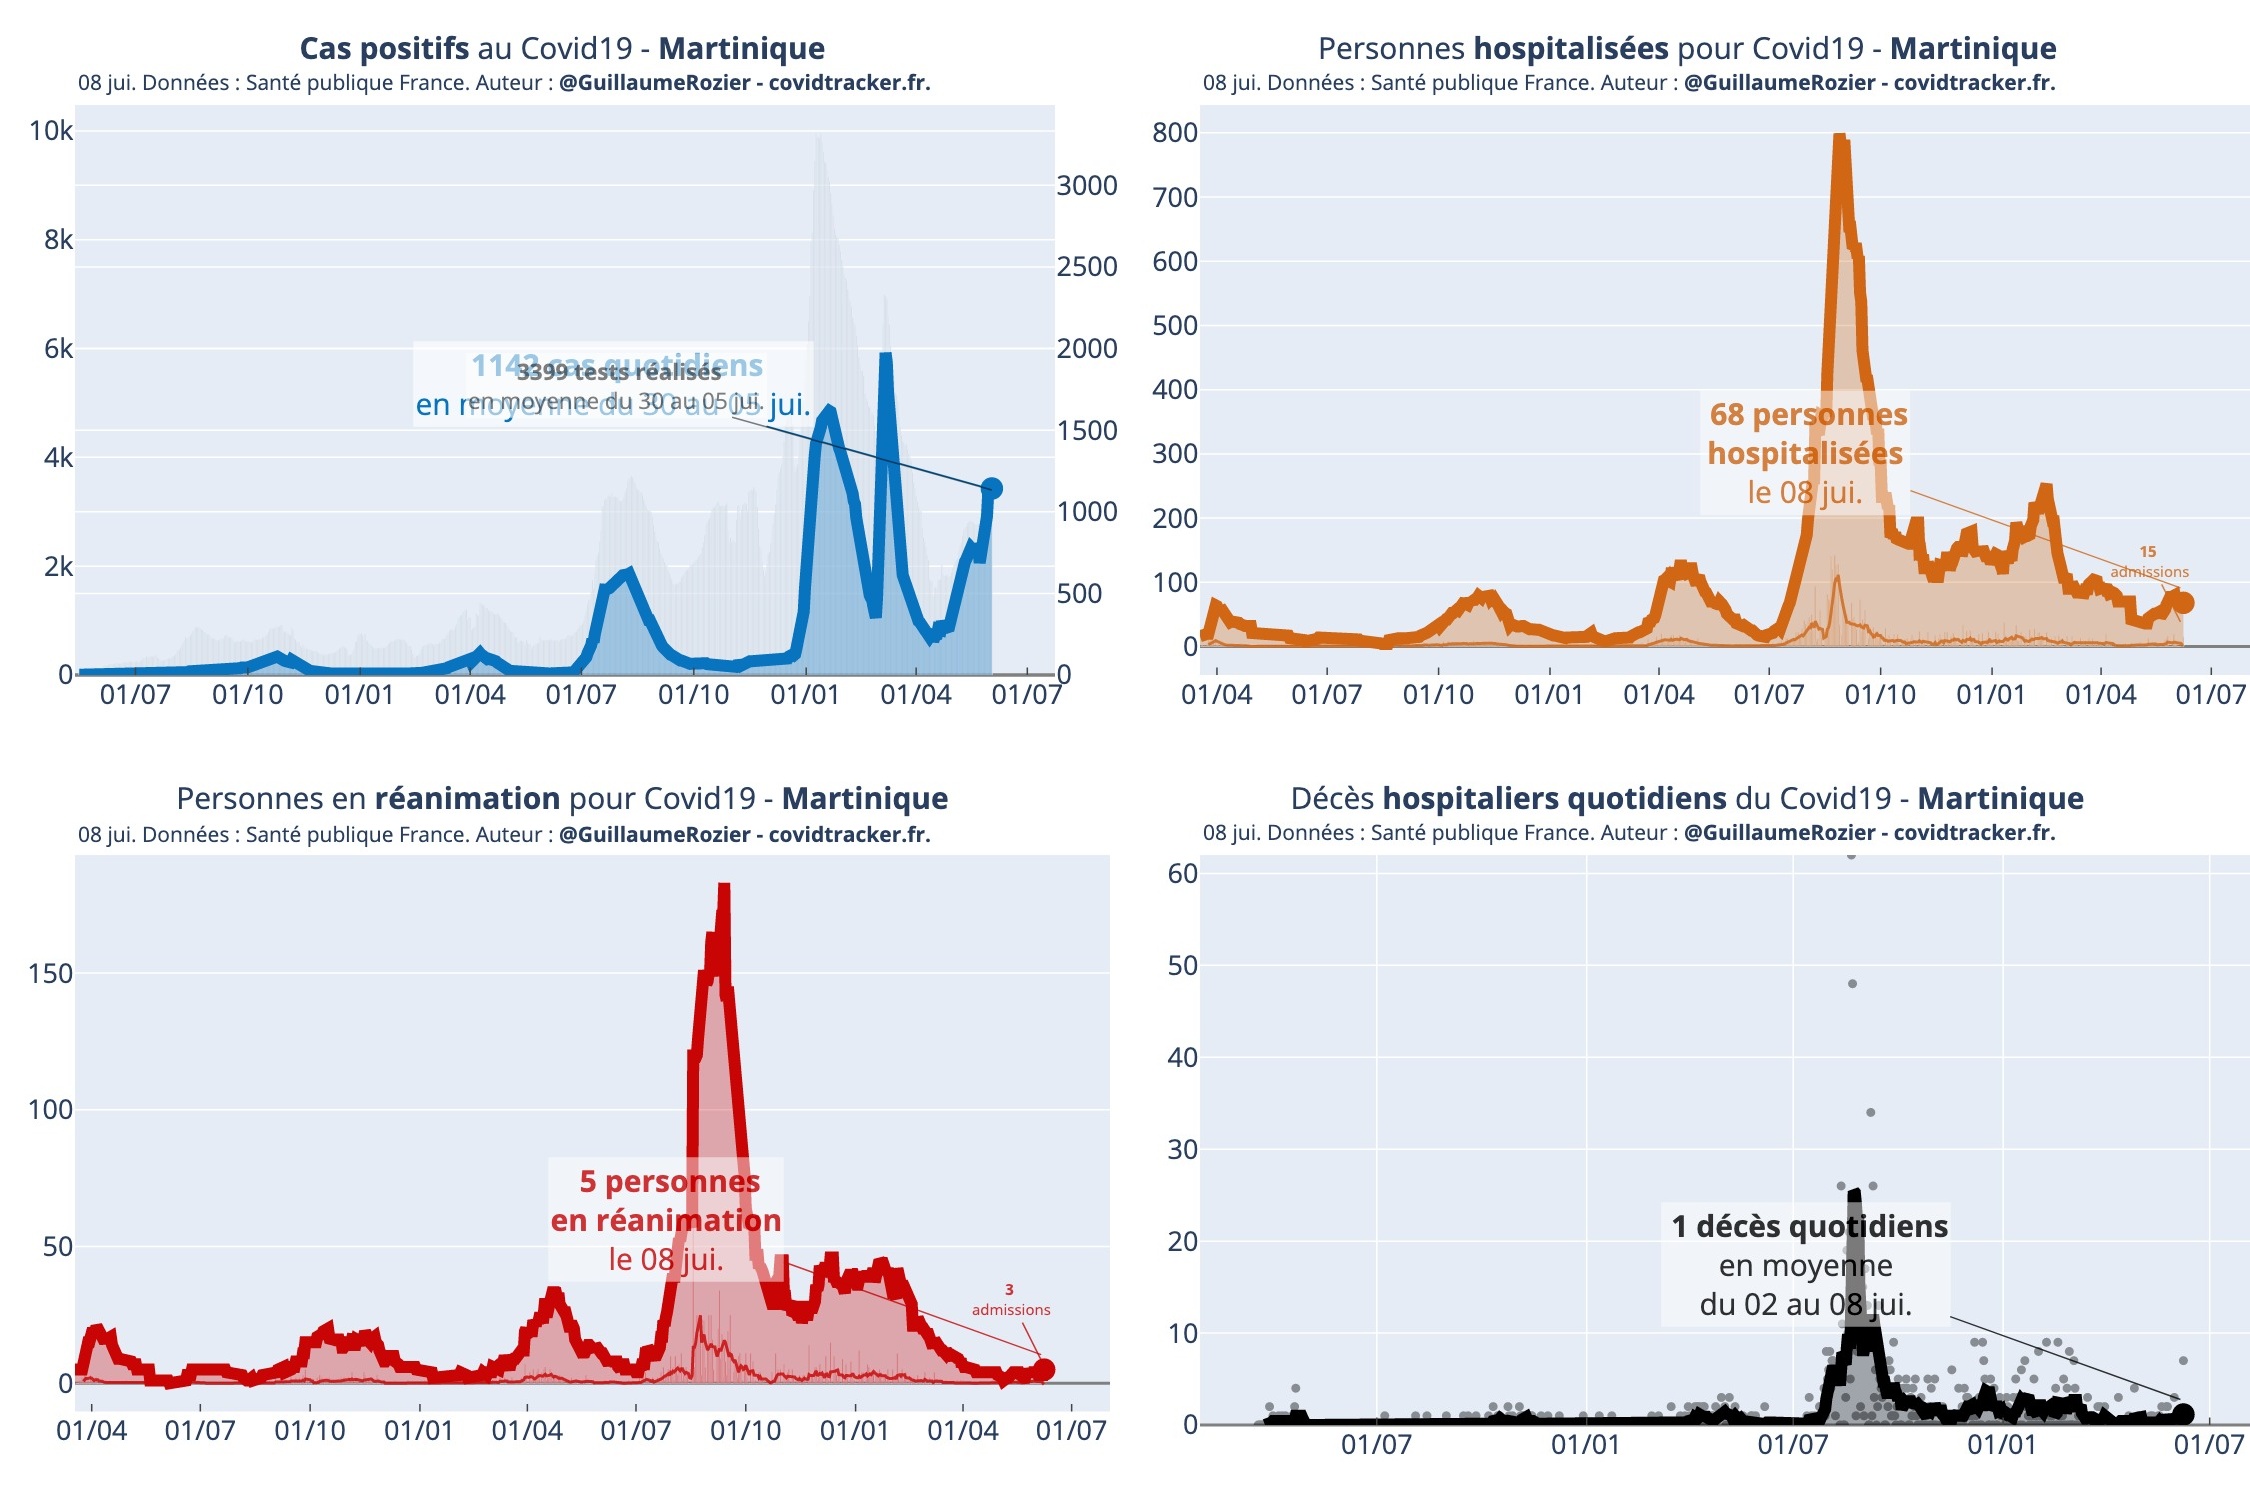 Cas positifs au Covid19 - Martinique
08 jui. Données : Santé publique France. Auteur : @GuillaumeRozier - covidtracker.fr.
10k
8k
6k
4k
2k
0
3000
2500
2000
1500
1000
500
0
1142 cas quotidiens
en moyenne du 30 au 05 jui.
3399 tests réalisés
en moyenne du 30 au 05 jui.
01/07 01/10 01/01 01/04 01/07 01/10 01/01 01/04 01/07
Personnes hospitalisées pour Covid19 - Martinique
08 jui. Données : Santé publique France. Auteur : @GuillaumeRozier - covidtracker.fr.
800
700
600
500
400
300
200
100
0
68 personnes
hospitalisées
le 08 jui.
15
admissions
01/04 01/07 01/10 01/01 01/04 01/07 01/10 01/01 01/04 01/07
Personnes en réanimation pour Covid19 - Martinique
08 jui. Données : Santé publique France. Auteur : @GuillaumeRozier - covidtracker.fr.
150
100
50
0
5 personnes
en réanimation
le 08 jui.
3
admissions
01/04 01/07 01/10 01/01 01/04 01/07 01/10 01/01 01/04 01/07
Décès hospitaliers quotidiens du Covid19 - Martinique
08 jui. Données : Santé publique France. Auteur : @GuillaumeRozier - covidtracker.fr.
60
50
40
30
20
10
0
1 décès quotidiens
en moyenne
du 02 au 08 jui.
01/07 01/01 01/07 01/01 01/07